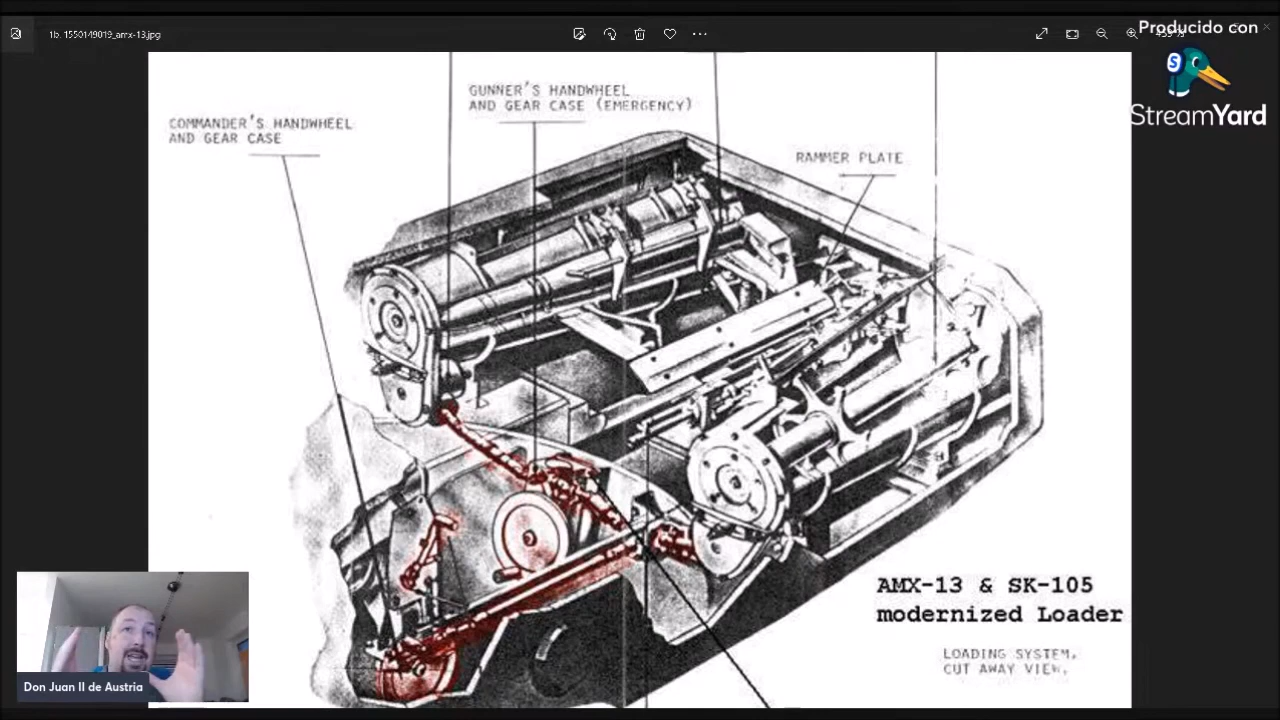 1b. 1550149019_amx-13.jpg
Producido con
StreamYard
GUNNER'S HANDWHEEL
AND GEAR CASE (EMERGENCY)
COMMANDER'S HANDWHEEL
AND GEAR CASE
RAMMER PLATE
AMX-13 & SK-105
modernized Loader
LOADING SYSTEM,
CUT AWAY VIEW.
Don Juan II de Austria